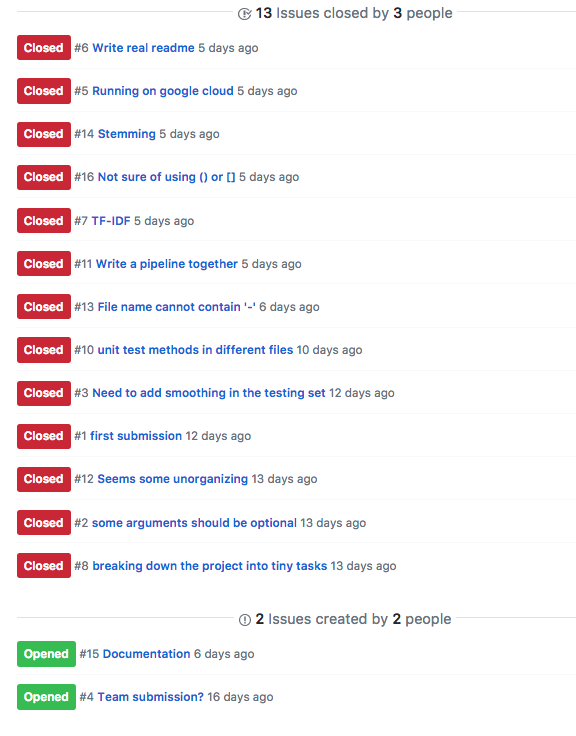 13 Issues closed by 3 people
Closed #6 Write real readme 5 days ago
Closed #5 Running on google cloud 5 days ago
Closed #14 Stemming 5 days ago
Closed #16 Not sure of using () or [] 5 days ago
Closed #7 TF-IDF 5 days ago
Closed #11 Write a pipeline together 5 days ago
Closed #13 File name cannot contain '-' 6 days ago
Closed #10 unit test methods in different files 10 days ago
Closed #3 Need to add smoothing in the testing set 12 days ago
Closed #1 first submission 12 days ago
Closed #12 Seems some unorganizing 13 days ago
Closed #2 some arguments should be optional 13 days ago
Closed #8 breaking down the project into tiny tasks 13 days ago
2 Issues created by 2 people
Opened #15 Documentation 6 days ago
Opened #4 Team submission? 16 days ago